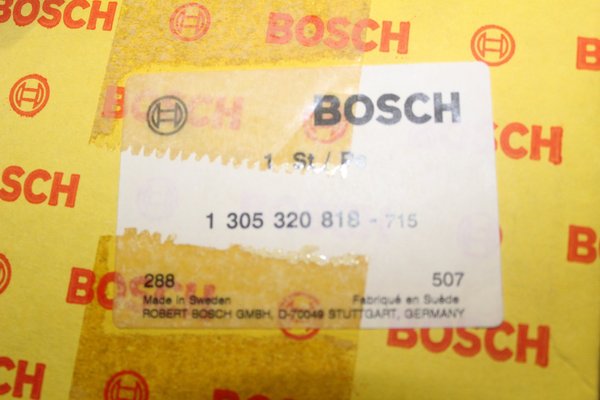 BOSCH
BOSCH
BOSCH
BOSCH
1 St / Pc
1 305 320 818 - 715
288 507
Made in Sweden Fabriqué en Suède
ROBERT BOSCH GMBH, D-70049 STUTTGART, GERMANY
BOSCH
BOSCH